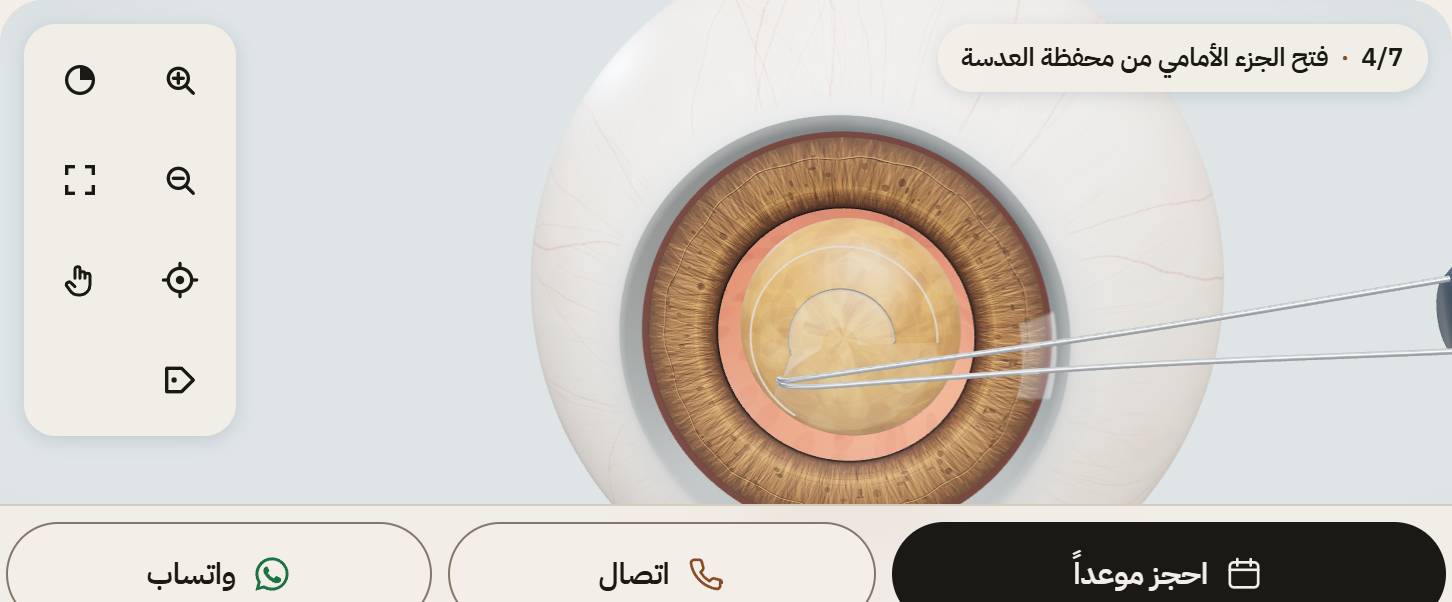 4/7 · فتح الجزء الأمامي من محفظة العدسة
احجز موعداً
اتصال
واتساب